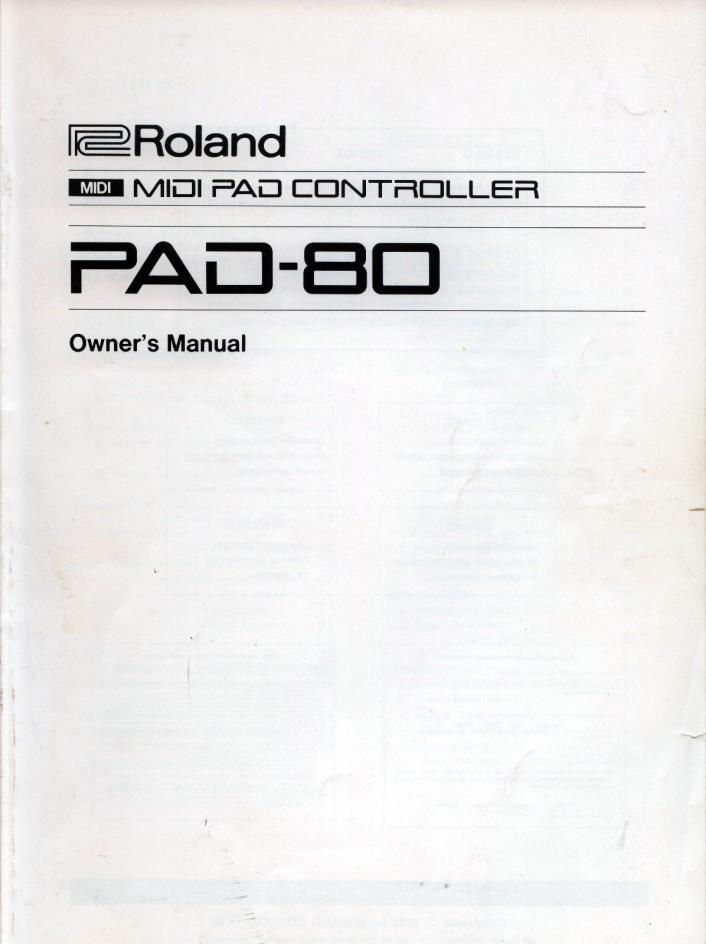 Roland
MIDI MIDI PAD CONTROLLER
PAD-80
Owner's Manual